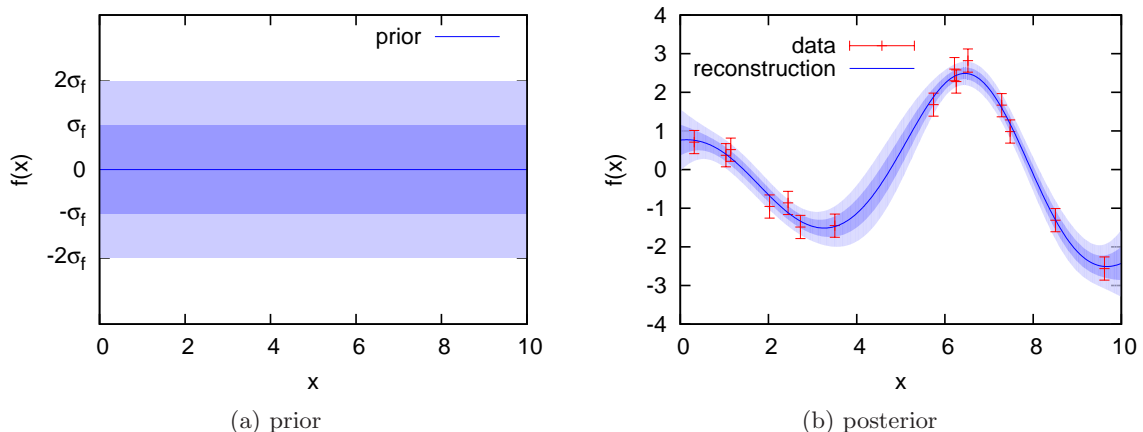 prior
2σf
σf
0
-σf
-2σf
f(x)
0 2 4 6 8 10
x
(a) prior
data
reconstruction
4
3
2
1
0
-1
-2
-3
-4
f(x)
0 2 4 6 8 10
x
(b) posterior